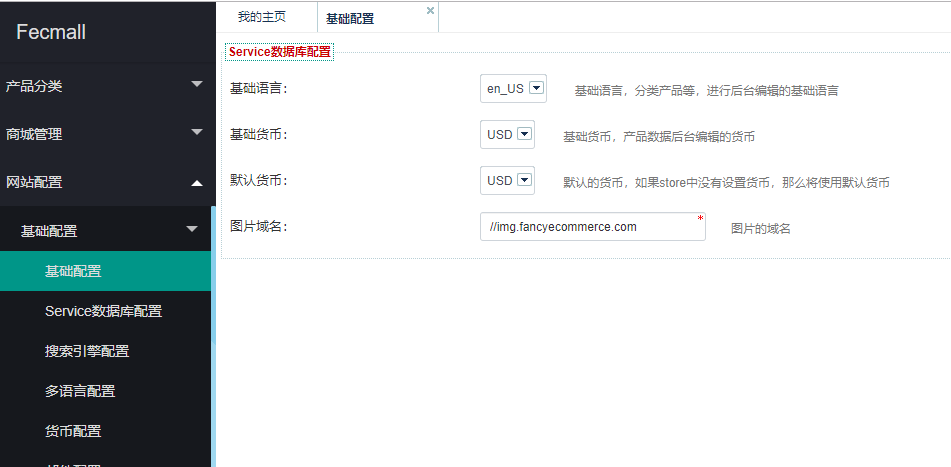 Fecmall
我的主页
基础配置
产品分类
商城管理
网站配置
基础配置
基础配置
Service数据库配置
搜索引擎配置
多语言配置
货币配置
Service数据库配置
基础语言：
en_US
基础语言，分类产品等，进行后台编辑的基础语言
基础货币：
USD
基础货币，产品数据后台编辑的货币
默认货币：
USD
默认的货币，如果store中没有设置货币，那么将使用默认货币
图片域名：
//img.fancyecommerce.com
*
图片的域名